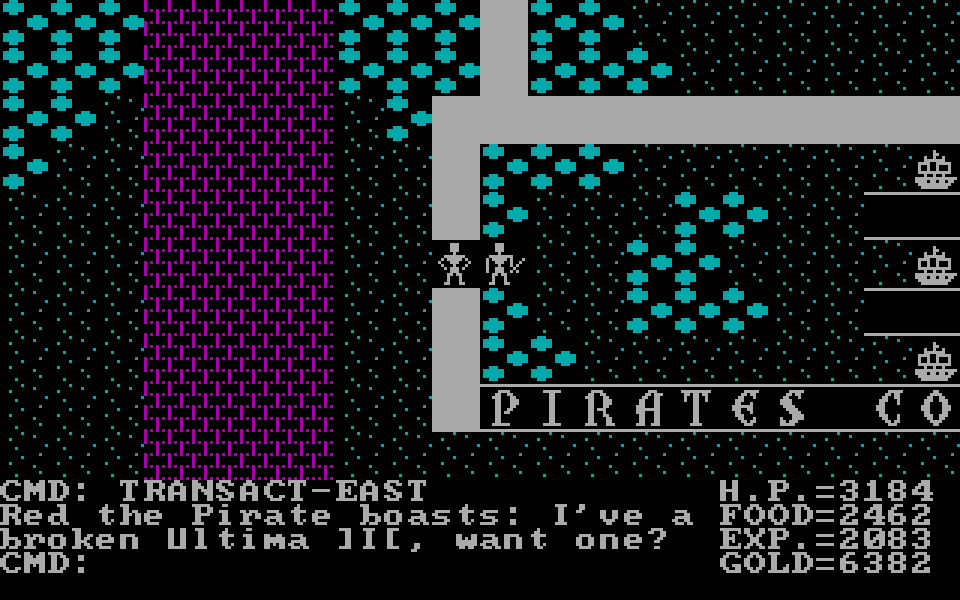 PIRATES CO
CMD: TRANSACT-EAST
H.P.=3184
Red the Pirate boasts: I've a
FOOD=2462
broken Ultima ]I[, want one?
EXP.=2083
CMD:
GOLD=6382